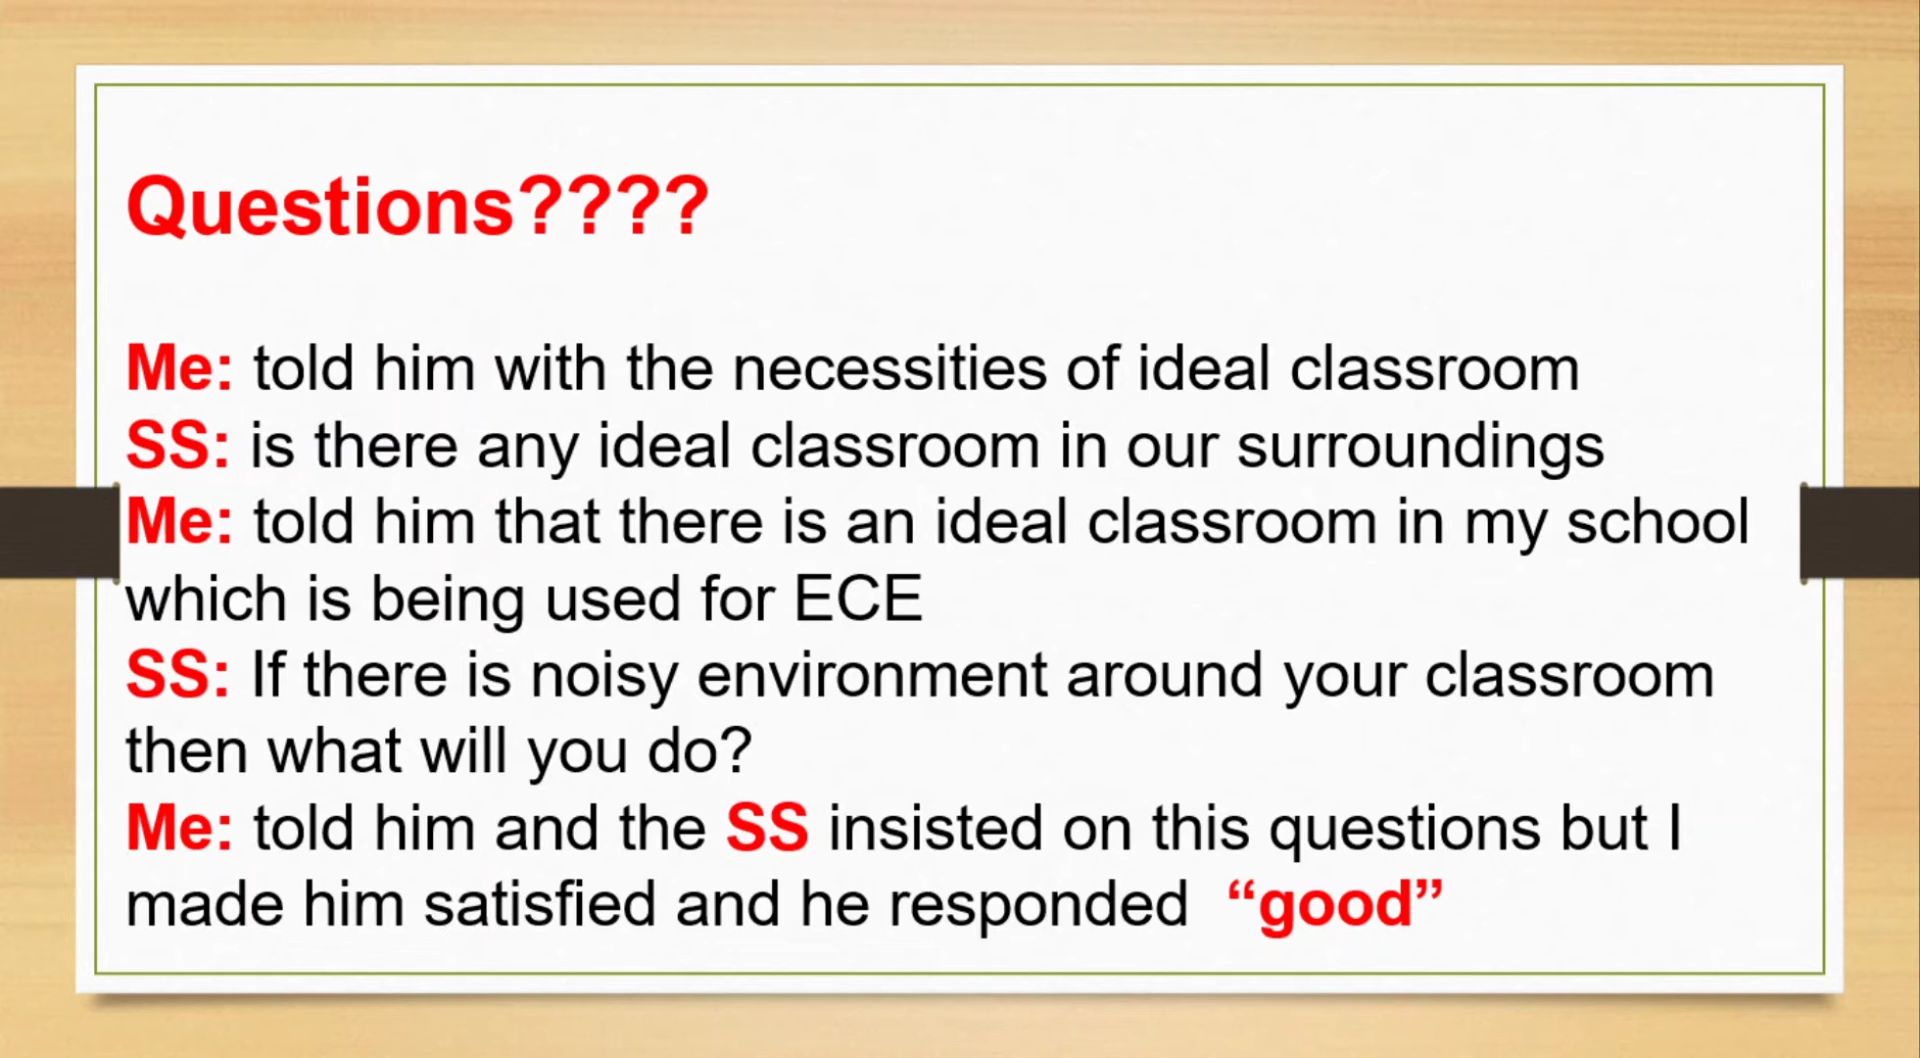 Questions????
Me: told him with the necessities of ideal classroom
SS: is there any ideal classroom in our surroundings
Me: told him that there is an ideal classroom in my school
which is being used for ECE
SS: If there is noisy environment around your classroom
then what will you do?
Me: told him and the SS insisted on this questions but I
made him satisfied and he responded “good”